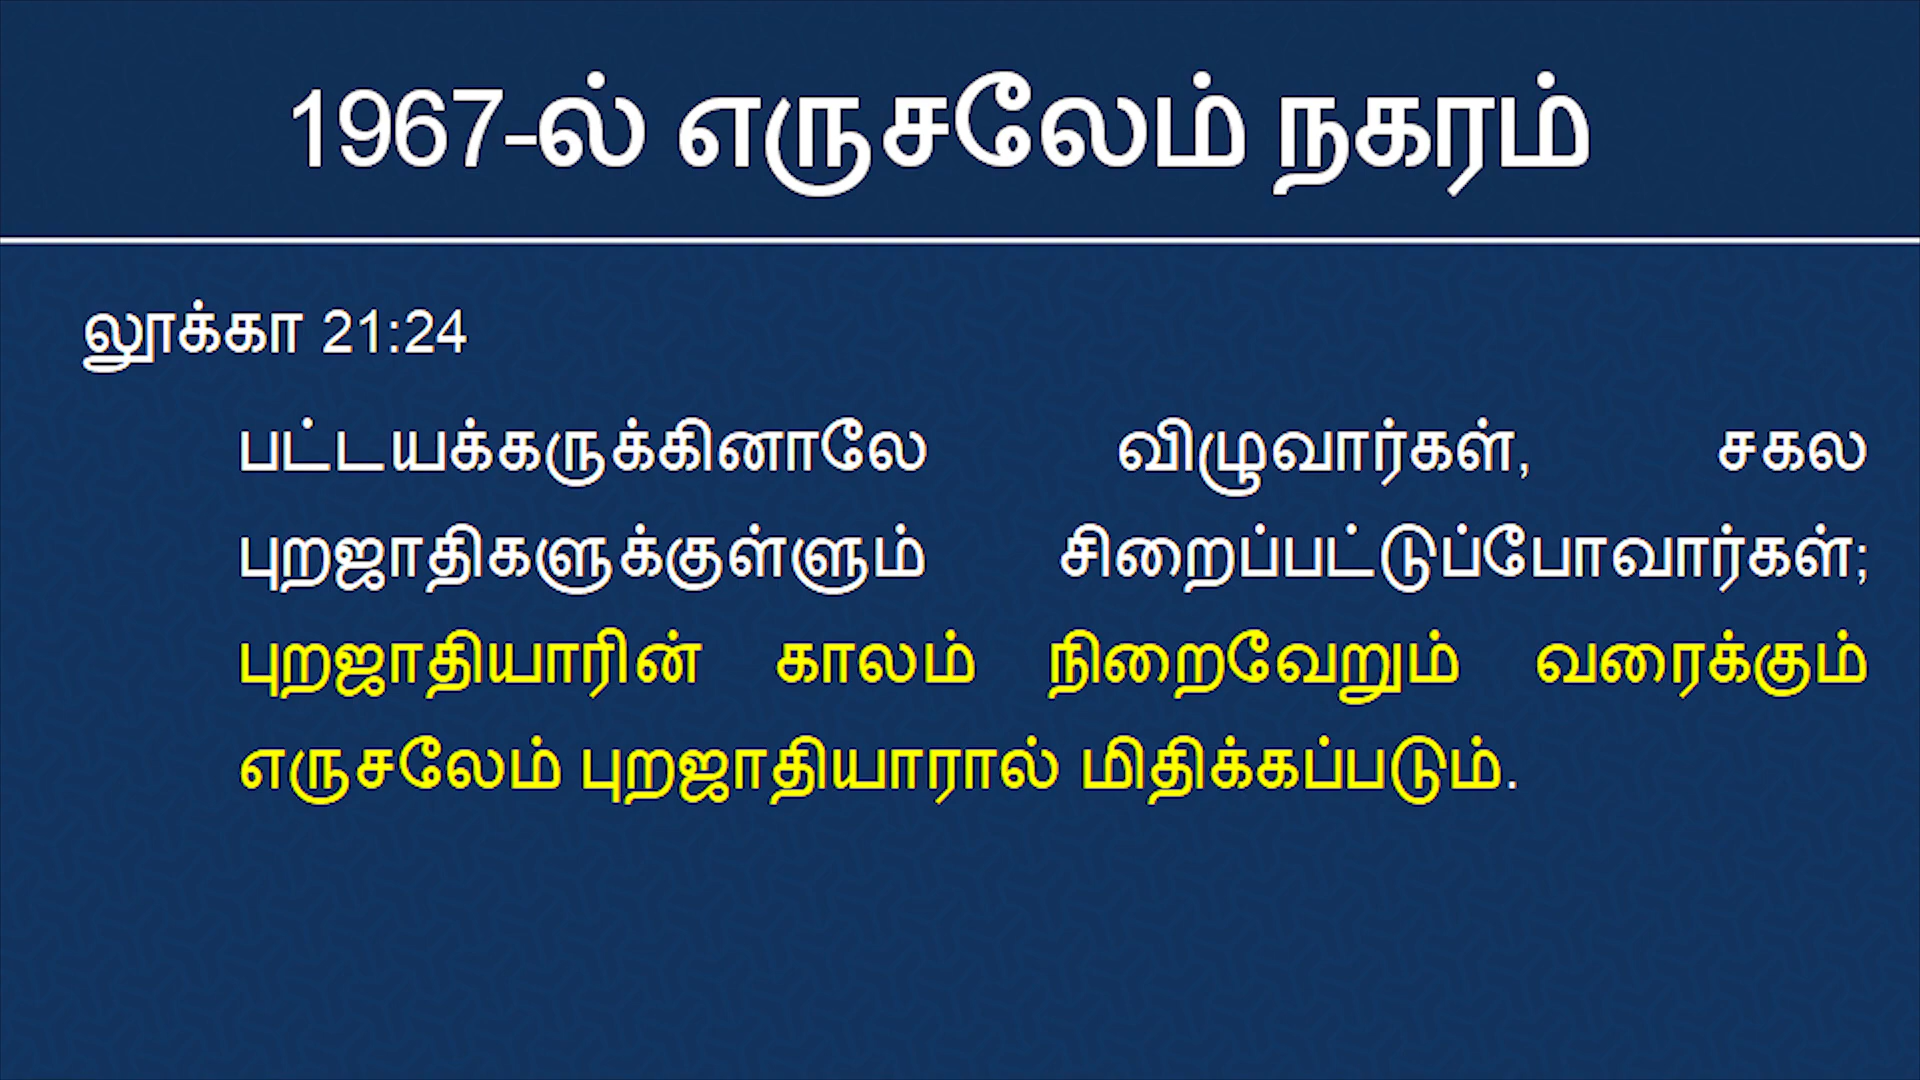 1967-ல் எருசலேம் நகரம்
லூக்கா 21:24
பட்டயக்கருக்கினாலே விழுவார்கள், சகல
புறஜாதிகளுக்குள்ளும் சிறைப்பட்டுப்போவார்கள்;
புறஜாதியாரின் காலம் நிறைவேறும் வரைக்கும்
எருசலேம் புறஜாதியாரால் மிதிக்கப்படும்.